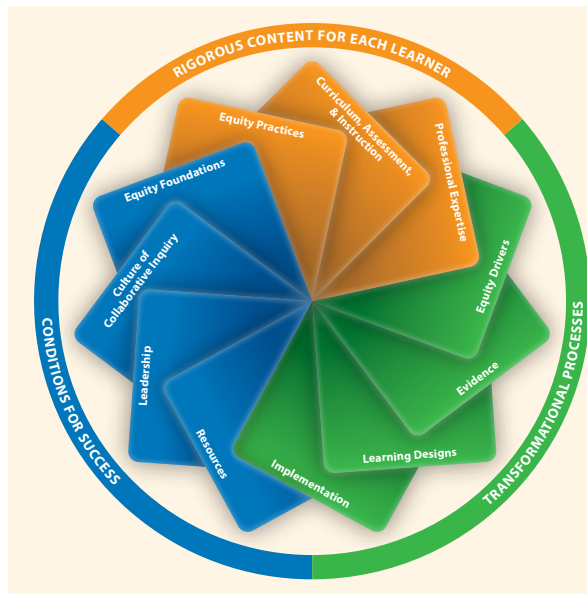 RIGOROUS CONTENT FOR EACH LEARNER
Equity Practices
Curriculum, Assessment,
& Instruction
Professional Expertise
TRANSFORMATIONAL PROCESSES
Equity Drivers
Evidence
Learning Designs
Implementation
CONDITIONS FOR SUCCESS
Equity Foundations
Culture of
Collaborative Inquiry
Leadership
Resources